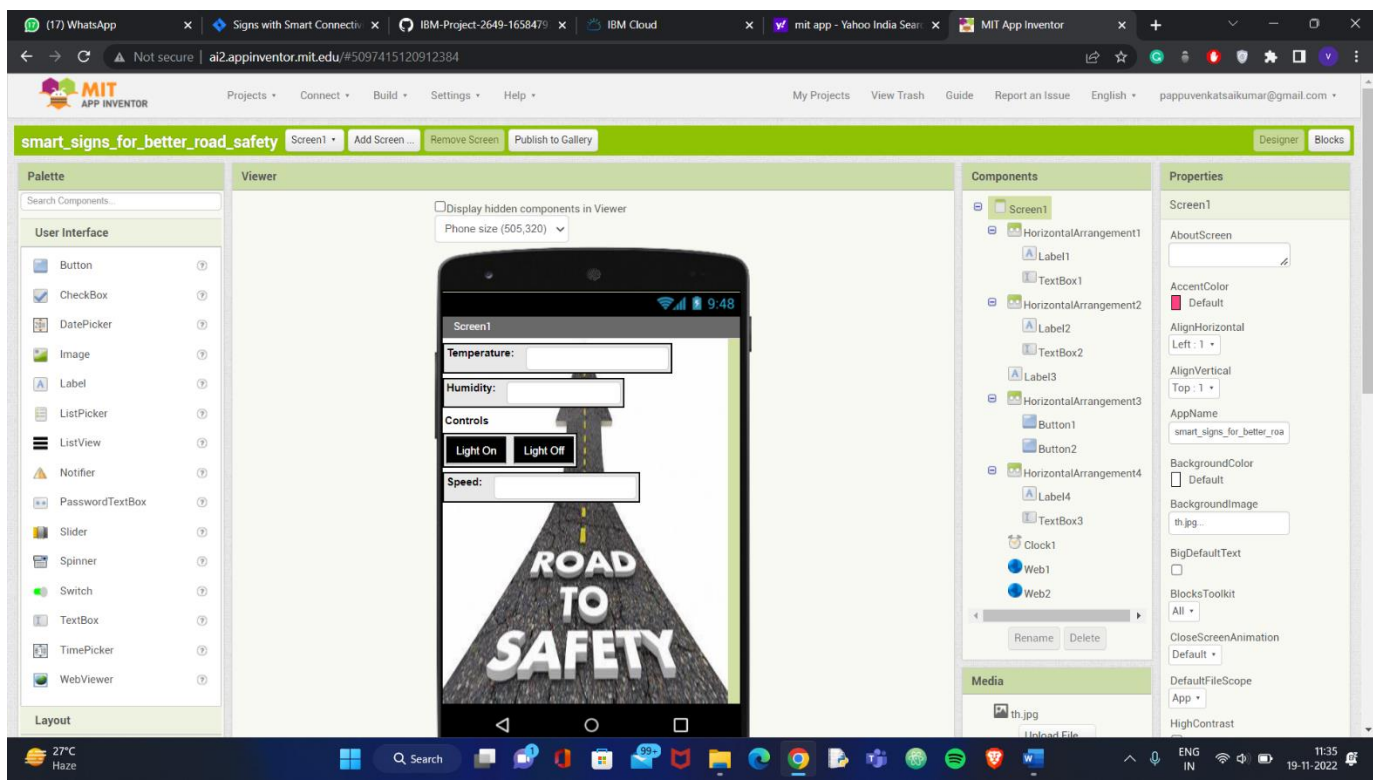 (17) WhatsApp
Signs with Smart Connectiv
IBM-Project-2649-1658479
IBM Cloud
mit app - Yahoo India Sear
MIT App Inventor
Not secure | ai2.appinventor.mit.edu/#5097415120912384
MIT
APP INVENTOR
Projects Connect Build Settings Help My Projects View Trash Guide Report an Issue English pappuvenkatsaikumar@gmail.com
smart_signs_for_better_road_safety Screen1 Add Screen ... Remove Screen Publish to Gallery Designer Blocks
Palette
Search Components...
User Interface
Button
CheckBox
DatePicker
Image
Label
ListPicker
ListView
Notifier
PasswordTextBox
Slider
Spinner
Switch
TextBox
TimePicker
WebViewer
Layout
Viewer
Display hidden components in Viewer
Phone size (505,320)
9:48
Screen1
Temperature:
Humidity:
Controls
Light On Light Off
Speed:
ROAD
TO
SAFETY
Components
Screen1
HorizontalArrangement1
Label1
TextBox1
HorizontalArrangement2
Label2
TextBox2
Label3
HorizontalArrangement3
Button1
Button2
HorizontalArrangement4
Label4
TextBox3
Clock1
Web1
Web2
Rename Delete
Media
th.jpg
Upload File
Properties
Screen1
AboutScreen
AccentColor
Default
AlignHorizontal
Left : 1
AlignVertical
Top : 1
AppName
smart_signs_for_better_roa
BackgroundColor
Default
BackgroundImage
th.jpg...
BigDefaultText
BlocksToolkit
All
CloseScreenAnimation
Default
DefaultFileScope
App
HighContrast
27°C
Haze
Search
99+
ENG
IN
11:35
19-11-2022